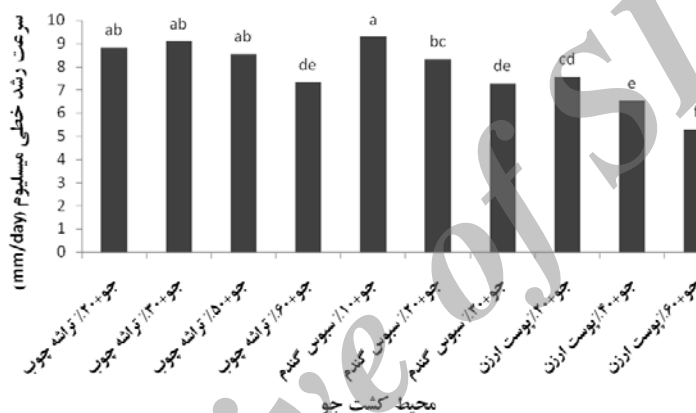 سرعت رشد خطی میسلیوم (mm/day)
10
9
8
7
6
5
4
3
2
1
0
ab
ab
ab
de
a
bc
de
cd
e
f
جو+۲۰٪ تراشه چوب
جو+۳۰٪ تراشه چوب
جو+۵۰٪ تراشه چوب
جو+۶۰٪ تراشه چوب
جو+۱۰٪ سبوس گندم
جو+۲۰٪ سبوس گندم
جو+۳۰٪ سبوس گندم
جو+۲۰٪ پوست ارزن
جو+۴۰٪ پوست ارزن
جو+۶۰٪ پوست ارزن
محیط کشت جو
ive of SI